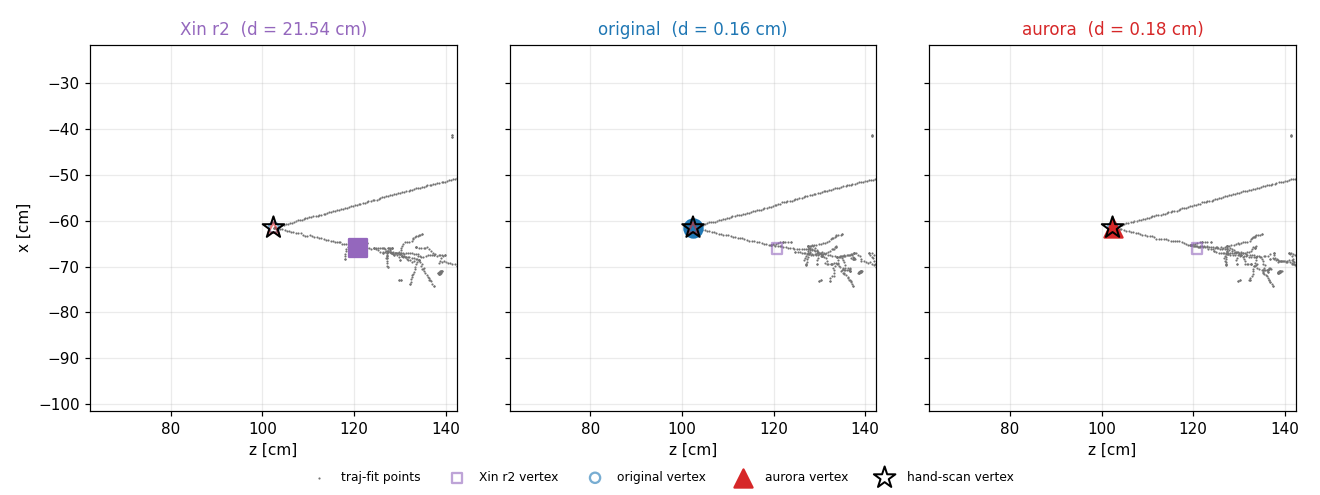 Xin r2  (d = 21.54 cm)
original  (d = 0.16 cm)
aurora  (d = 0.18 cm)
x [cm]
−30
−40
−50
−60
−70
−80
−90
−100
80 100 120 140
80 100 120 140
80 100 120 140
z [cm]
z [cm]
z [cm]
traj-fit points
Xin r2 vertex
original vertex
aurora vertex
hand-scan vertex